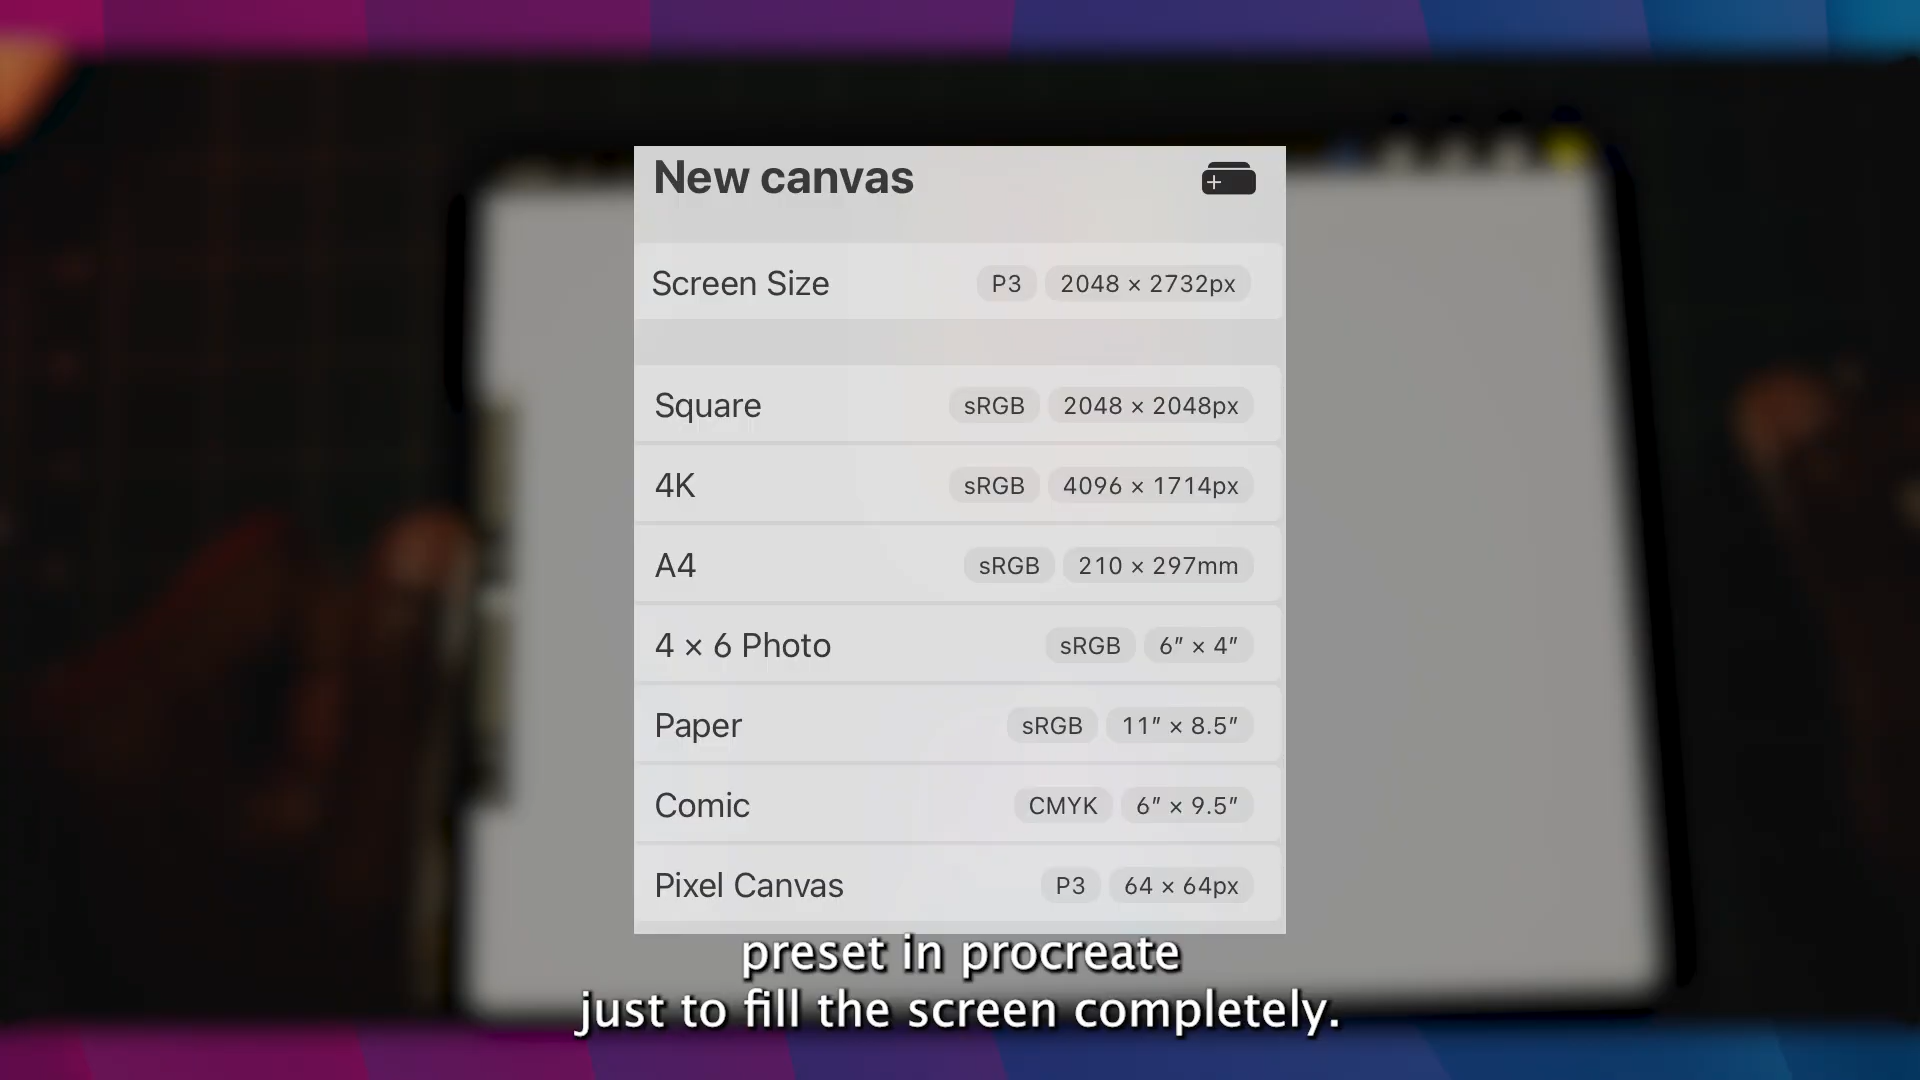 New canvas
Screen Size P3 2048 × 2732px
Square sRGB 2048 × 2048px
4K sRGB 4096 × 1714px
A4 sRGB 210 × 297mm
4 × 6 Photo sRGB 6″ × 4″
Paper sRGB 11″ × 8.5″
Comic CMYK 6″ × 9.5″
Pixel Canvas P3 64 × 64px
preset in procreate
just to fill the screen completely.